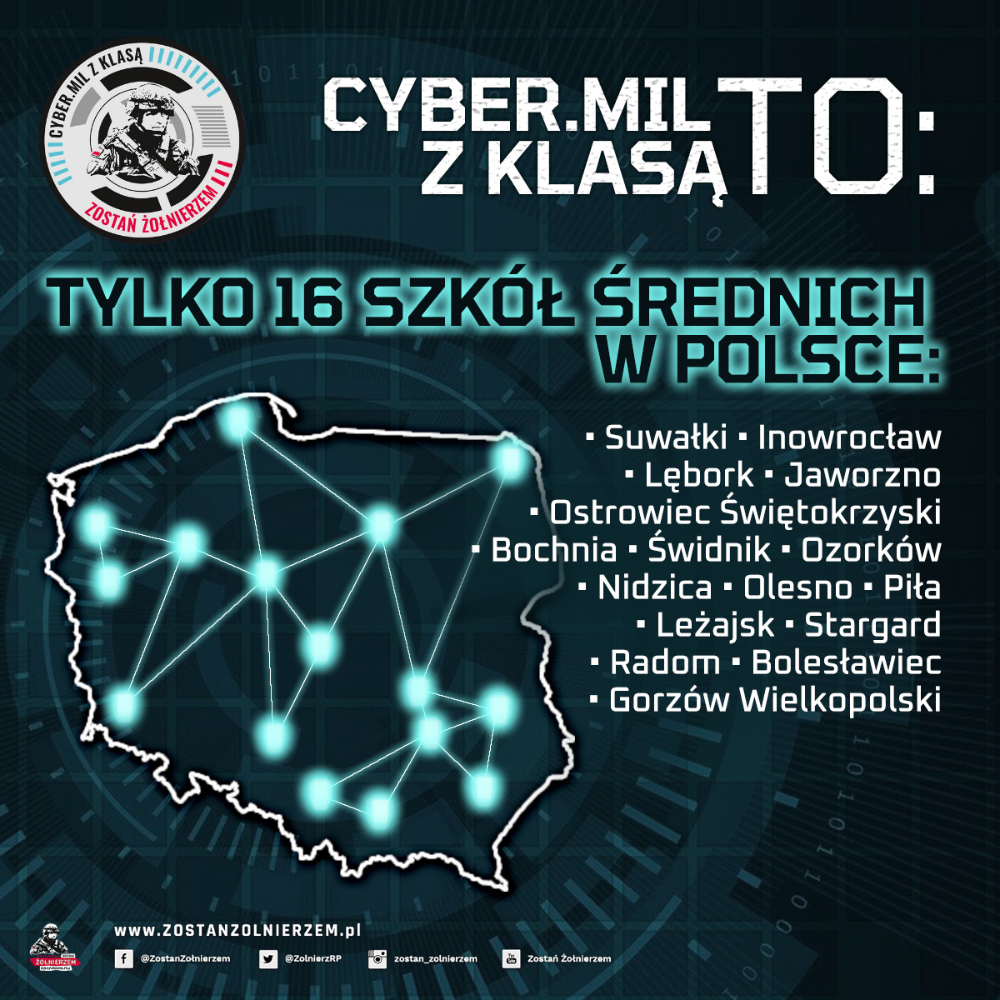 CYBER.MIL Z KLASĄ
ZOSTAŃ ŻOŁNIERZEM
CYBER.MIL
Z KLASĄ
TO:
TYLKO 16 SZKÓŁ ŚREDNICH
W POLSCE:
▪ Suwałki ▪ Inowrocław
▪ Lębork ▪ Jaworzno
▪ Ostrowiec Świętokrzyski
▪ Bochnia ▪ Świdnik ▪ Ozorków
▪ Nidzica ▪ Olesno ▪ Piła
▪ Leżajsk ▪ Stargard
▪ Radom ▪ Bolesławiec
▪ Gorzów Wielkopolski
www.ZOSTANZOLNIERZEM.pl
@ZostanZołnierzem
@ZolnierzRP
zostan_zolnierzem
Zostań Żołnierzem
ŻOŁNIERZEM